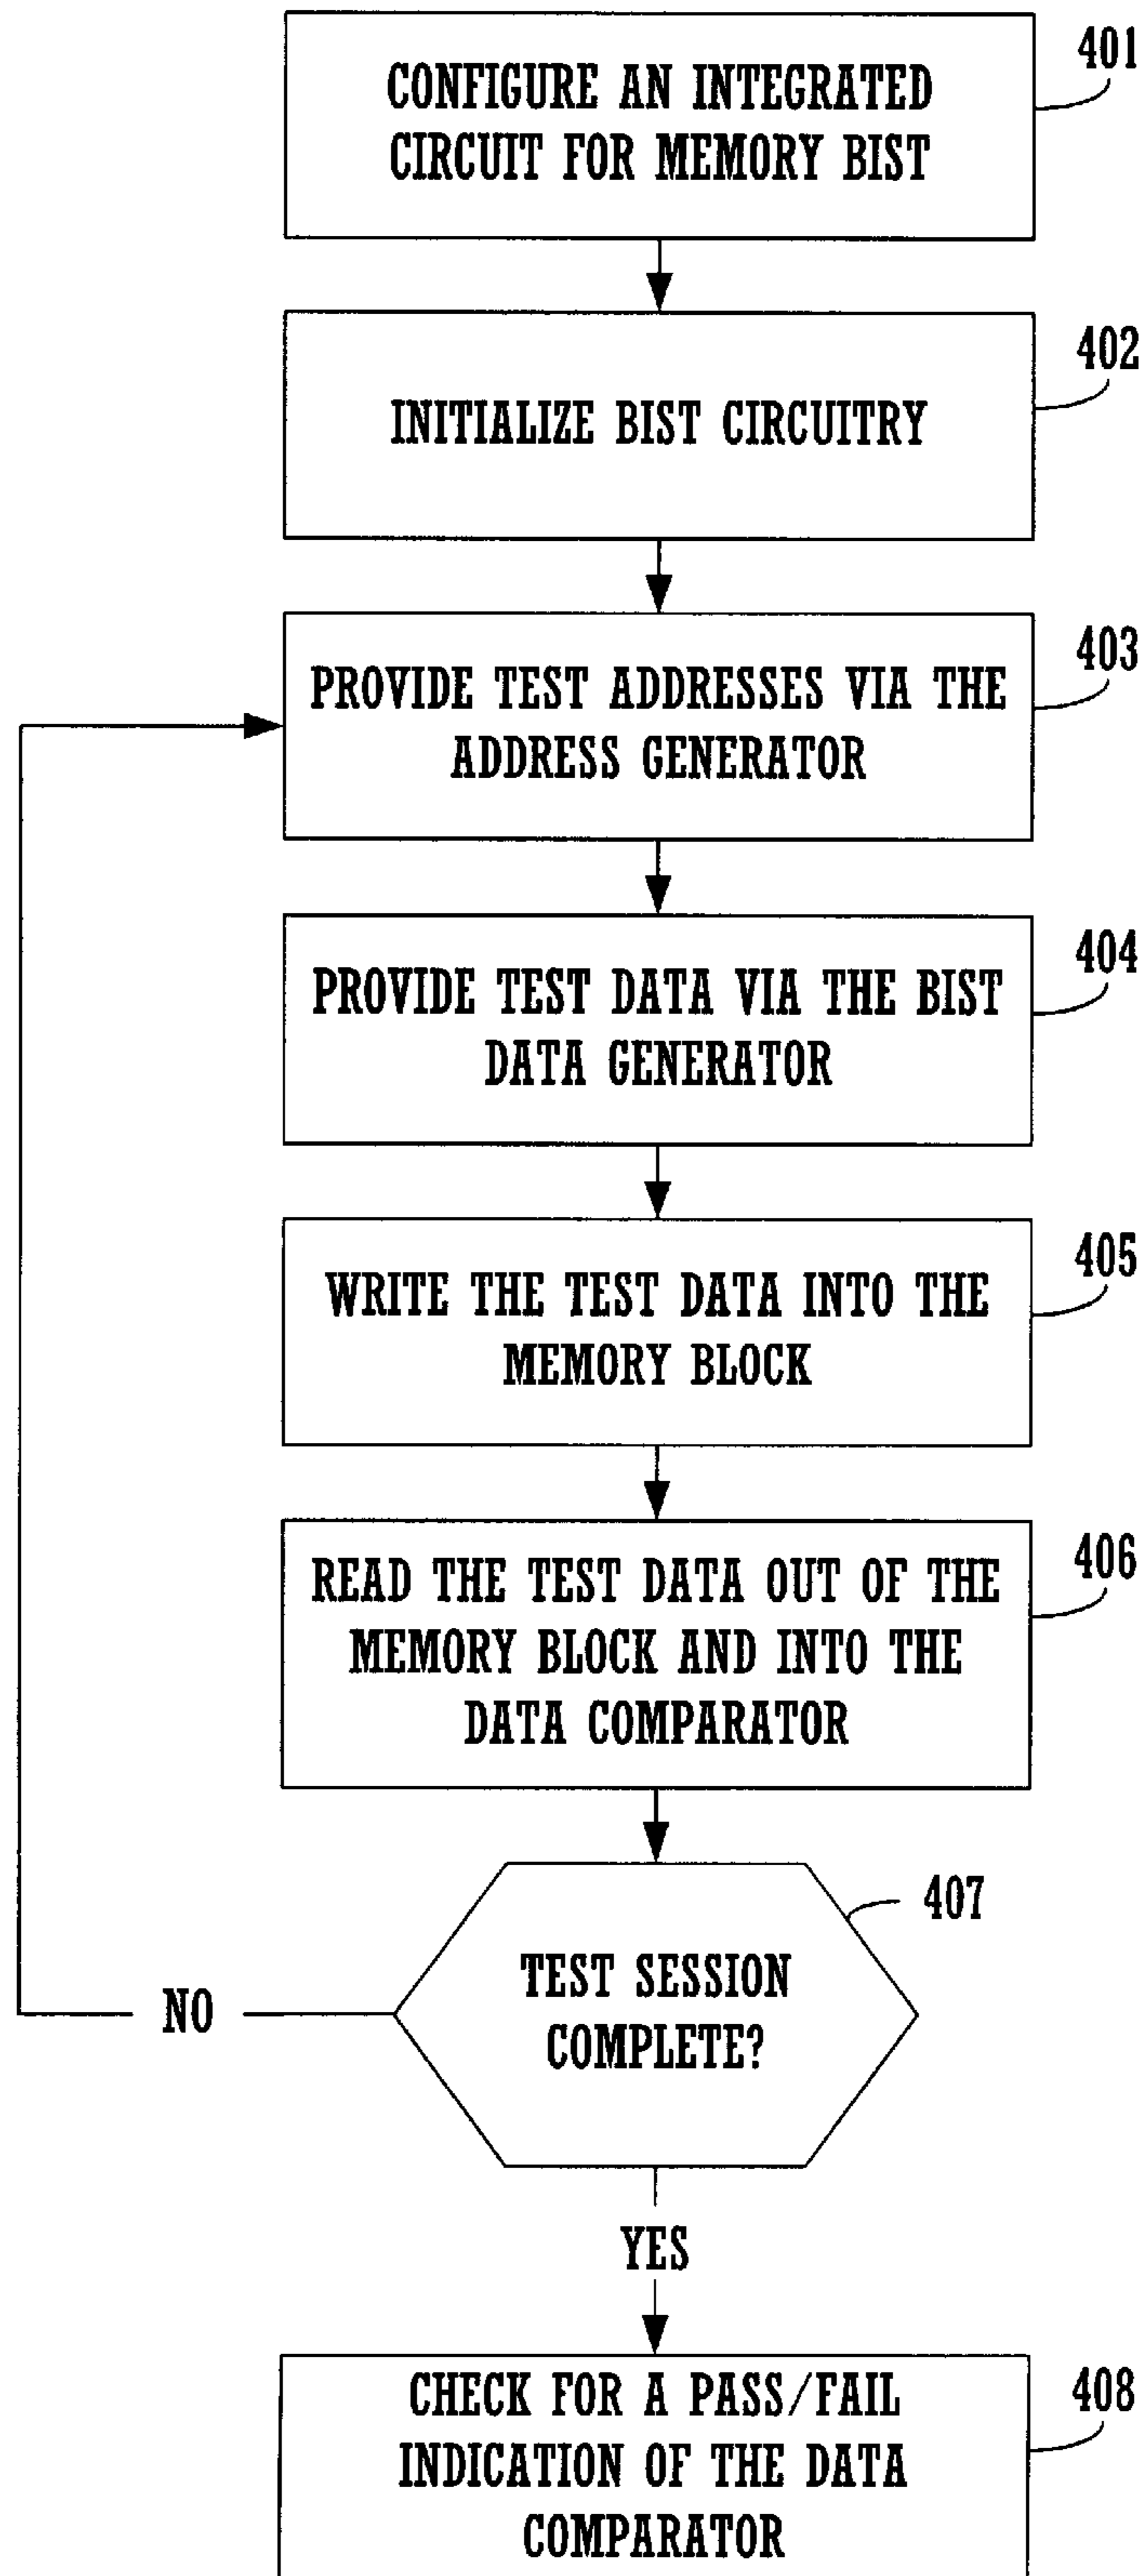 CONFIGURE AN INTEGRATED
CIRCUIT FOR MEMORY BIST
401
INITIALIZE BIST CIRCUITRY
402
PROVIDE TEST ADDRESSES VIA THE
ADDRESS GENERATOR
403
PROVIDE TEST DATA VIA THE BIST
DATA GENERATOR
404
WRITE THE TEST DATA INTO THE
MEMORY BLOCK
405
READ THE TEST DATA OUT OF THE
MEMORY BLOCK AND INTO THE
DATA COMPARATOR
406
TEST SESSION
COMPLETE?
407
NO
YES
CHECK FOR A PASS/FAIL
INDICATION OF THE DATA
COMPARATOR
408